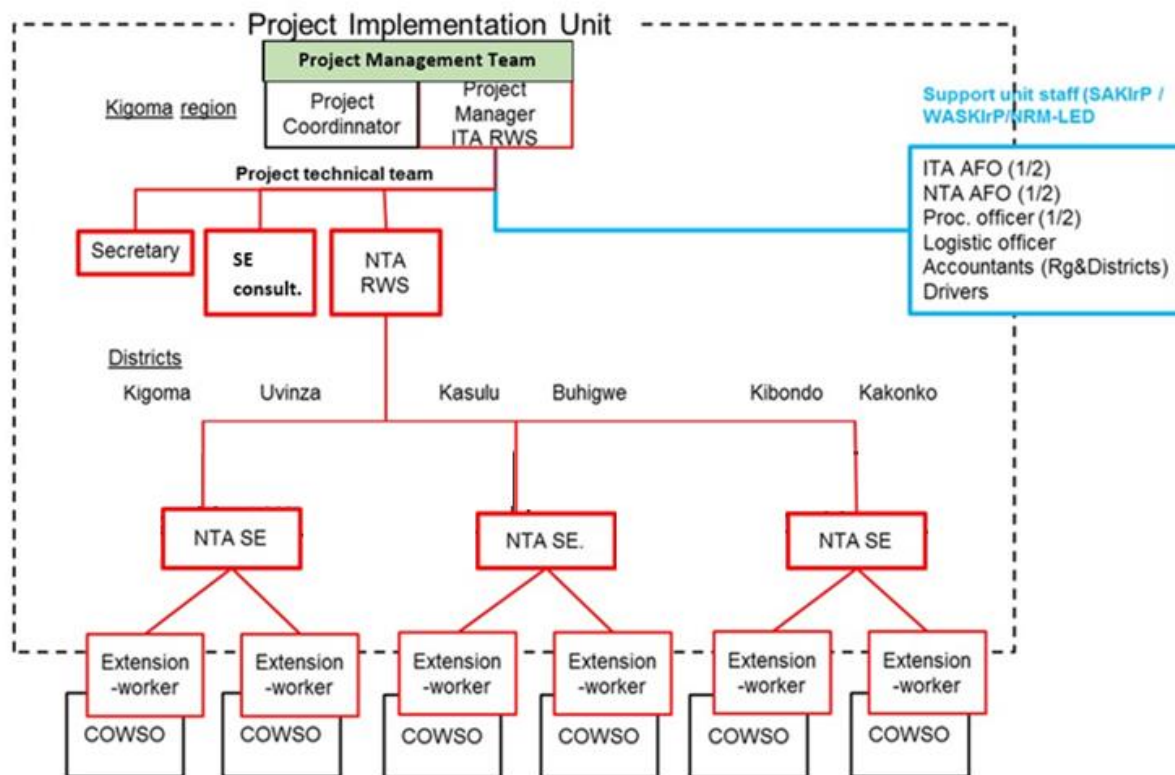 Project Implementation Unit
Project Management Team
Kigoma region
Project
Coordinnator
Project
Manager
ITA RWS
Support unit staff (SAKIrP /
WASKIrP/NRM-LED
ITA AFO (1/2)
NTA AFO (1/2)
Proc. officer (1/2)
Logistic officer
Accountants (Rg&Districts)
Drivers
Project technical team
Secretary
SE
consult.
NTA
RWS
Districts
Kigoma
Uvinza
Kasulu
Buhigwe
Kibondo
Kakonko
NTA SE
NTA SE.
NTA SE
Extension
-worker
Extension
-worker
Extension
-worker
Extension
-worker
Extension
-worker
Extension
-worker
COWSO
COWSO
COWSO
COWSO
COWSO
COWSO